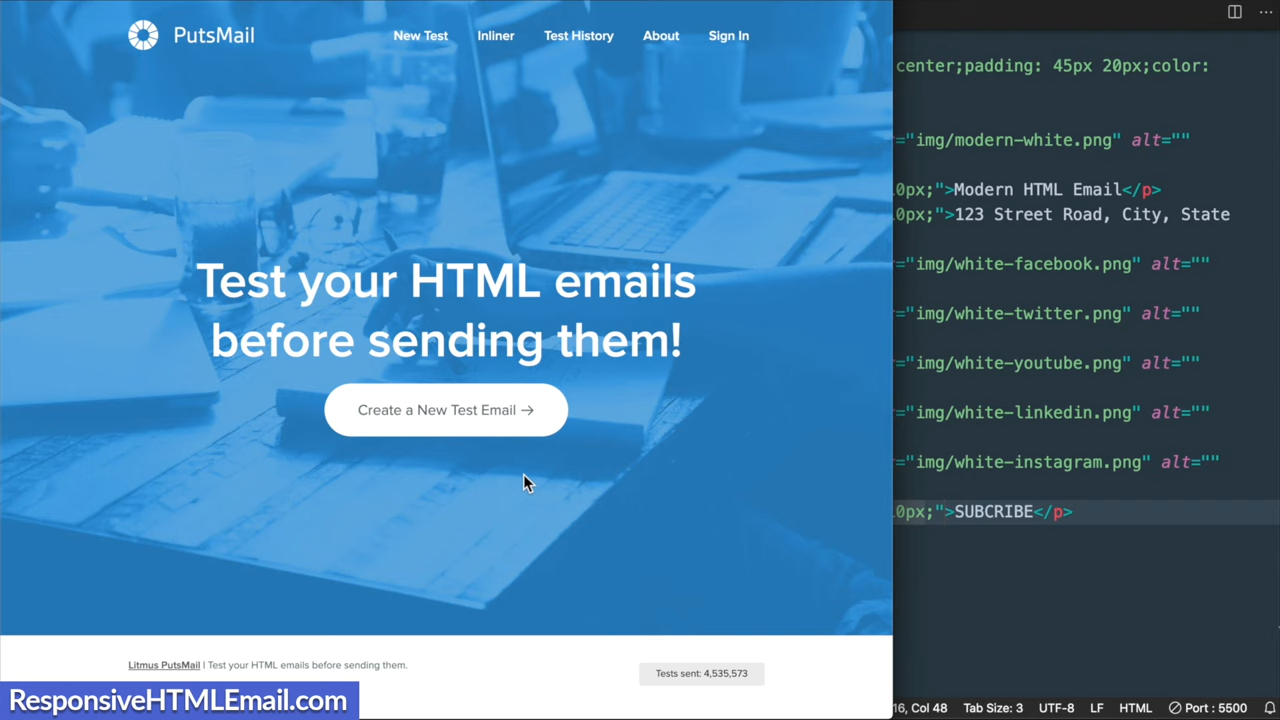 PutsMail
New Test Inliner Test History About Sign In
Test your HTML emails
before sending them!
Create a New Test Email →
Litmus PutsMail | Test your HTML emails before sending them.
Tests sent: 4,535,573
ResponsiveHTMLEmail.com
center;padding: 45px 20px;color:
="img/modern-white.png" alt=""
0px;">Modern HTML Email</p>
0px;">123 Street Road, City, State
="img/white-facebook.png" alt=""
="img/white-twitter.png" alt=""
="img/white-youtube.png" alt=""
="img/white-linkedin.png" alt=""
="img/white-instagram.png" alt=""
0px;">SUBCRIBE</p>
16, Col 48 Tab Size: 3 UTF-8 LF HTML Port : 5500